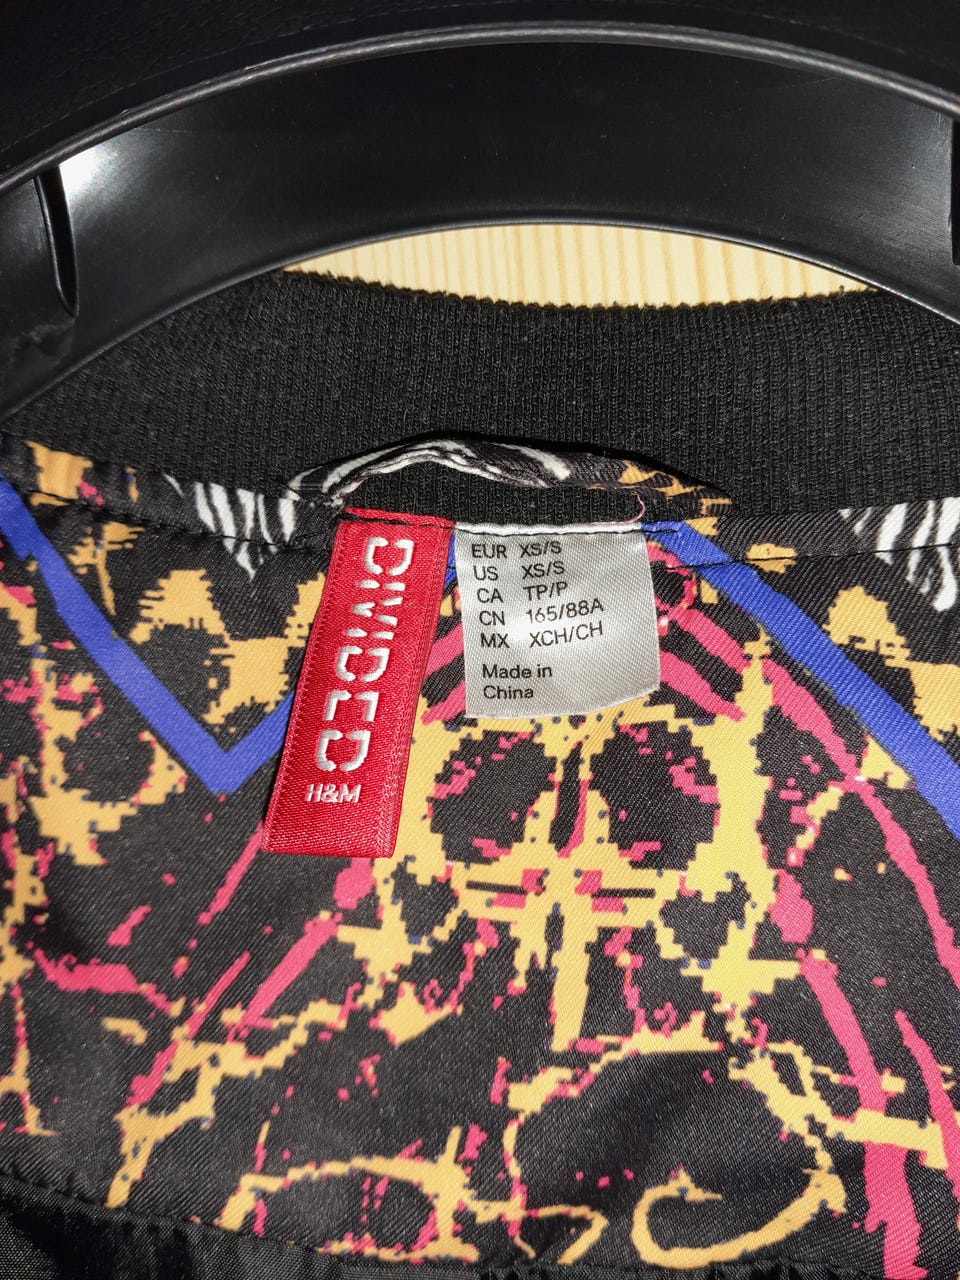 DIVIDED
H&M
EUR XS/S
US XS/S
CA TP/P
CN 165/88A
MX XCH/CH
Made in
China